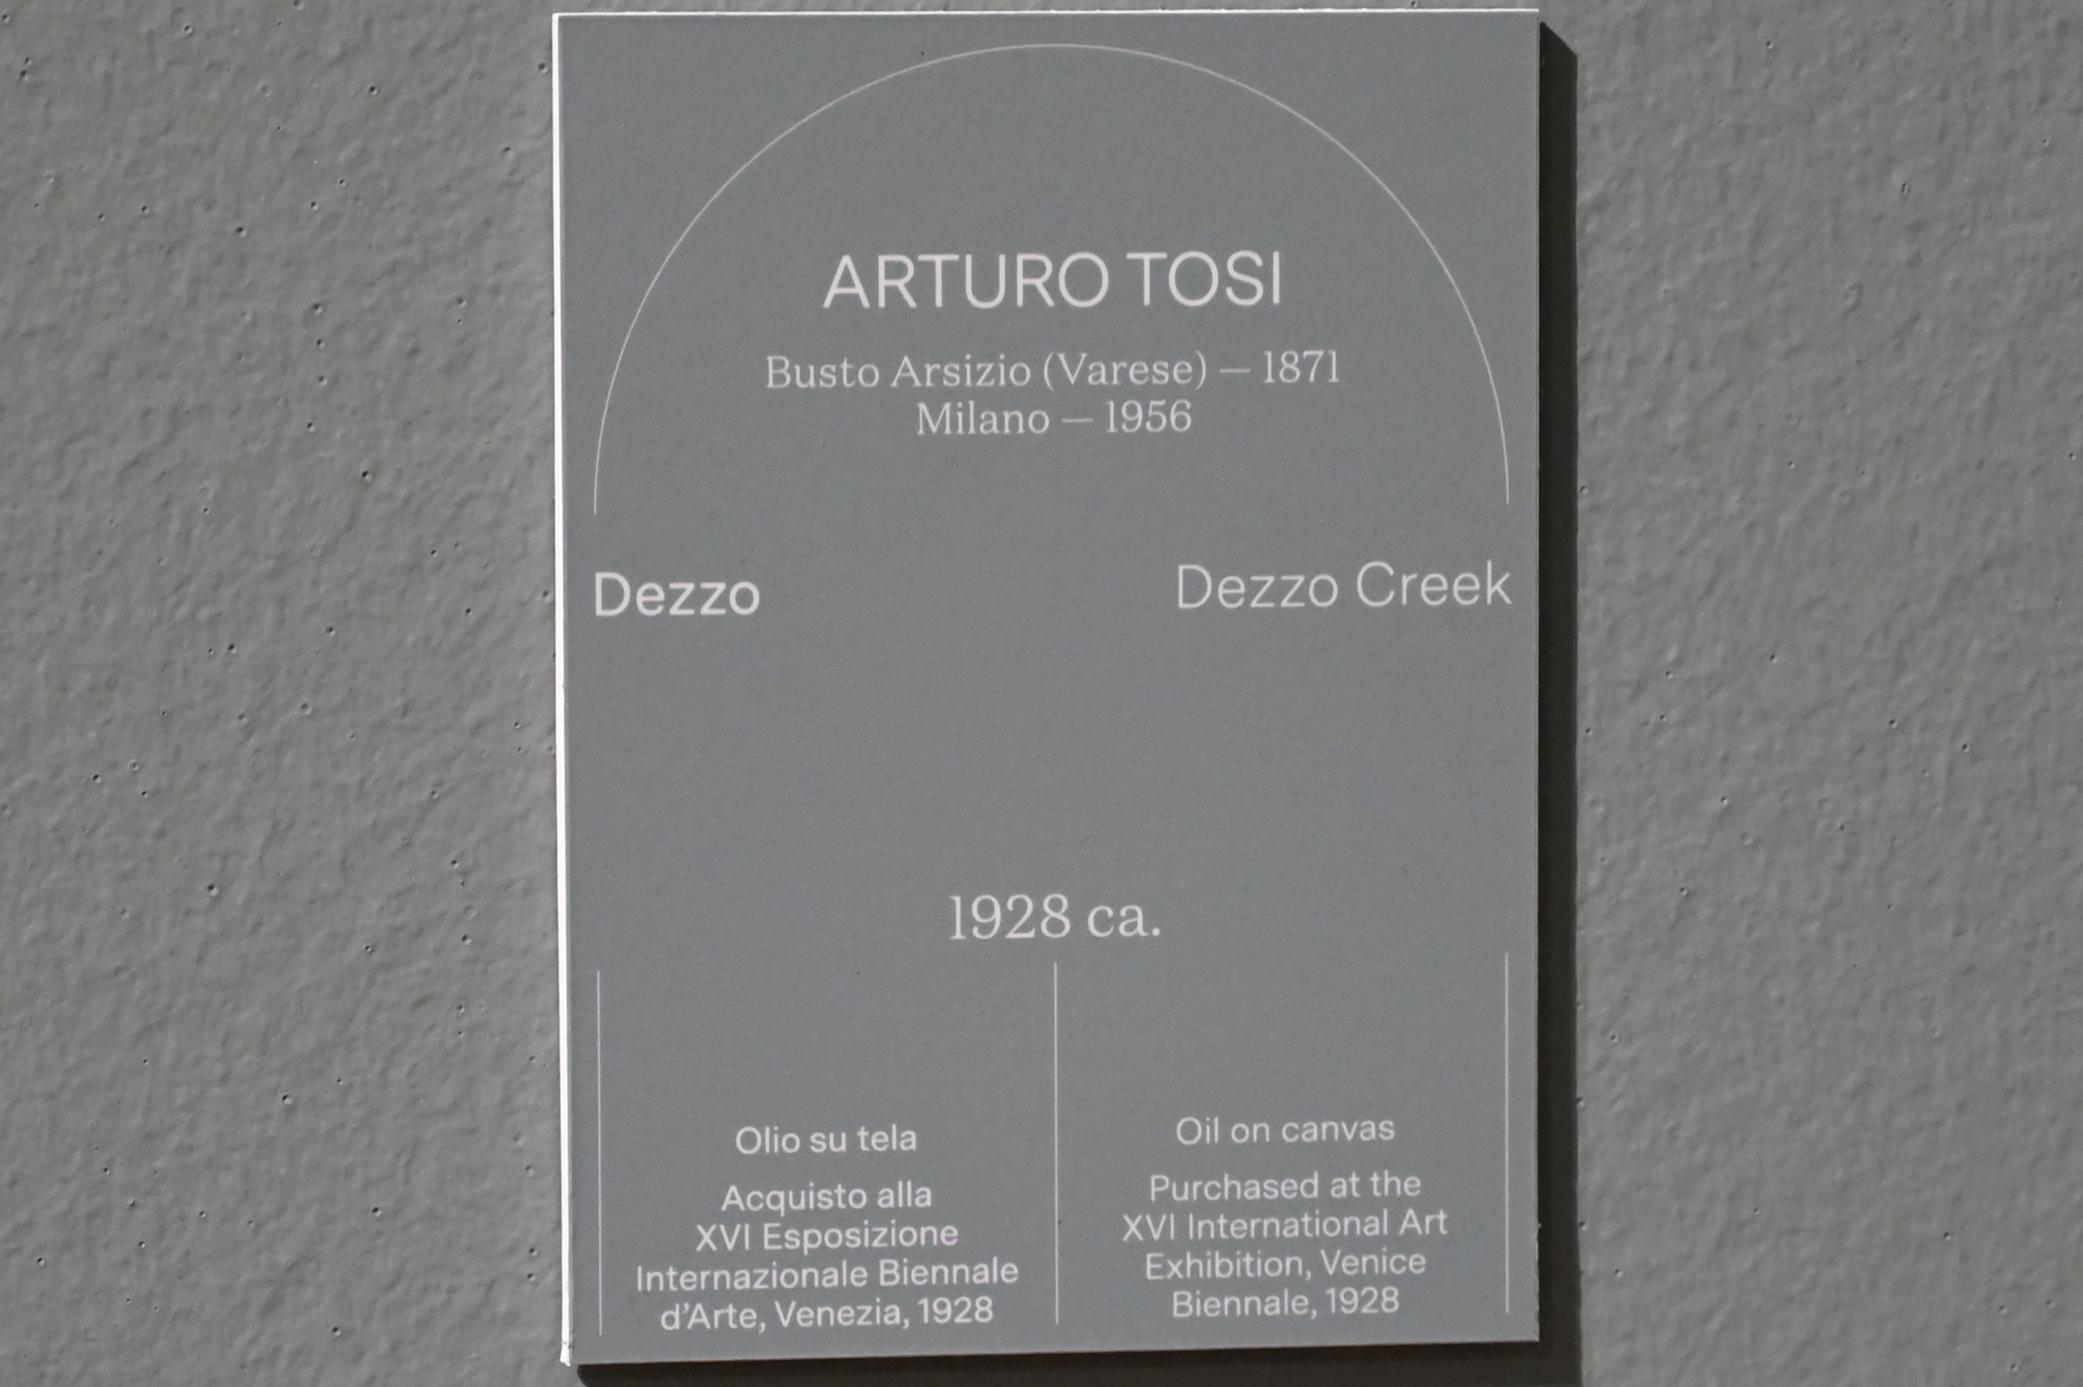 ARTURO TOSI
Busto Arsizio (Varese) — 1871
Milano — 1956
Dezzo
Dezzo Creek
1928 ca.
Olio su tela
Acquisto alla
XVI Esposizione
Internazionale Biennale
d’Arte, Venezia, 1928
Oil on canvas
Purchased at the
XVI International Art
Exhibition, Venice
Biennale, 1928